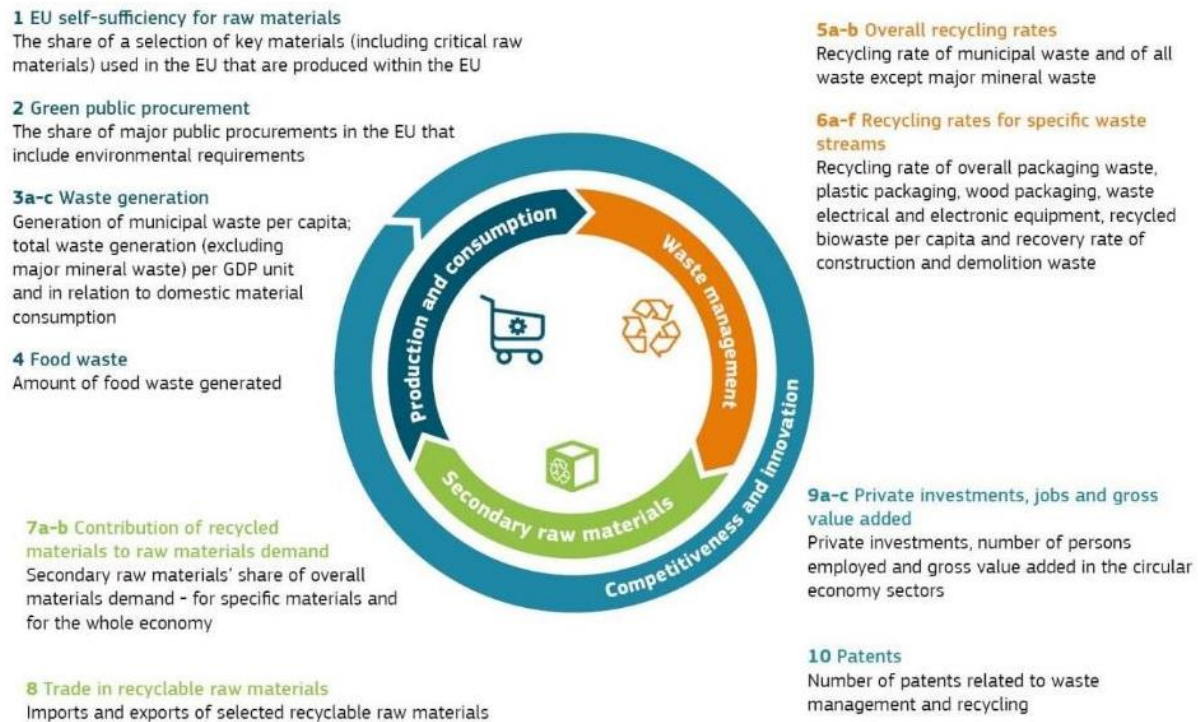 1 EU self-sufficiency for raw materials
The share of a selection of key materials (including critical raw
materials) used in the EU that are produced within the EU
2 Green public procurement
The share of major public procurements in the EU that
include environmental requirements
3a-c Waste generation
Generation of municipal waste per capita;
total waste generation (excluding
major mineral waste) per GDP unit
and in relation to domestic material
consumption
4 Food waste
Amount of food waste generated
5a-b Overall recycling rates
Recycling rate of municipal waste and of all
waste except major mineral waste
6a-f Recycling rates for specific waste
streams
Recycling rate of overall packaging waste,
plastic packaging, wood packaging, waste
electrical and electronic equipment, recycled
biowaste per capita and recovery rate of
construction and demolition waste
Production and consumption
Waste management
Secondary raw materials
Competitiveness and innovation
7a-b Contribution of recycled
materials to raw materials demand
Secondary raw materials' share of overall
materials demand - for specific materials and
for the whole economy
8 Trade in recyclable raw materials
Imports and exports of selected recyclable raw materials
9a-c Private investments, jobs and gross
value added
Private investments, number of persons
employed and gross value added in the circular
economy sectors
10 Patents
Number of patents related to waste
management and recycling